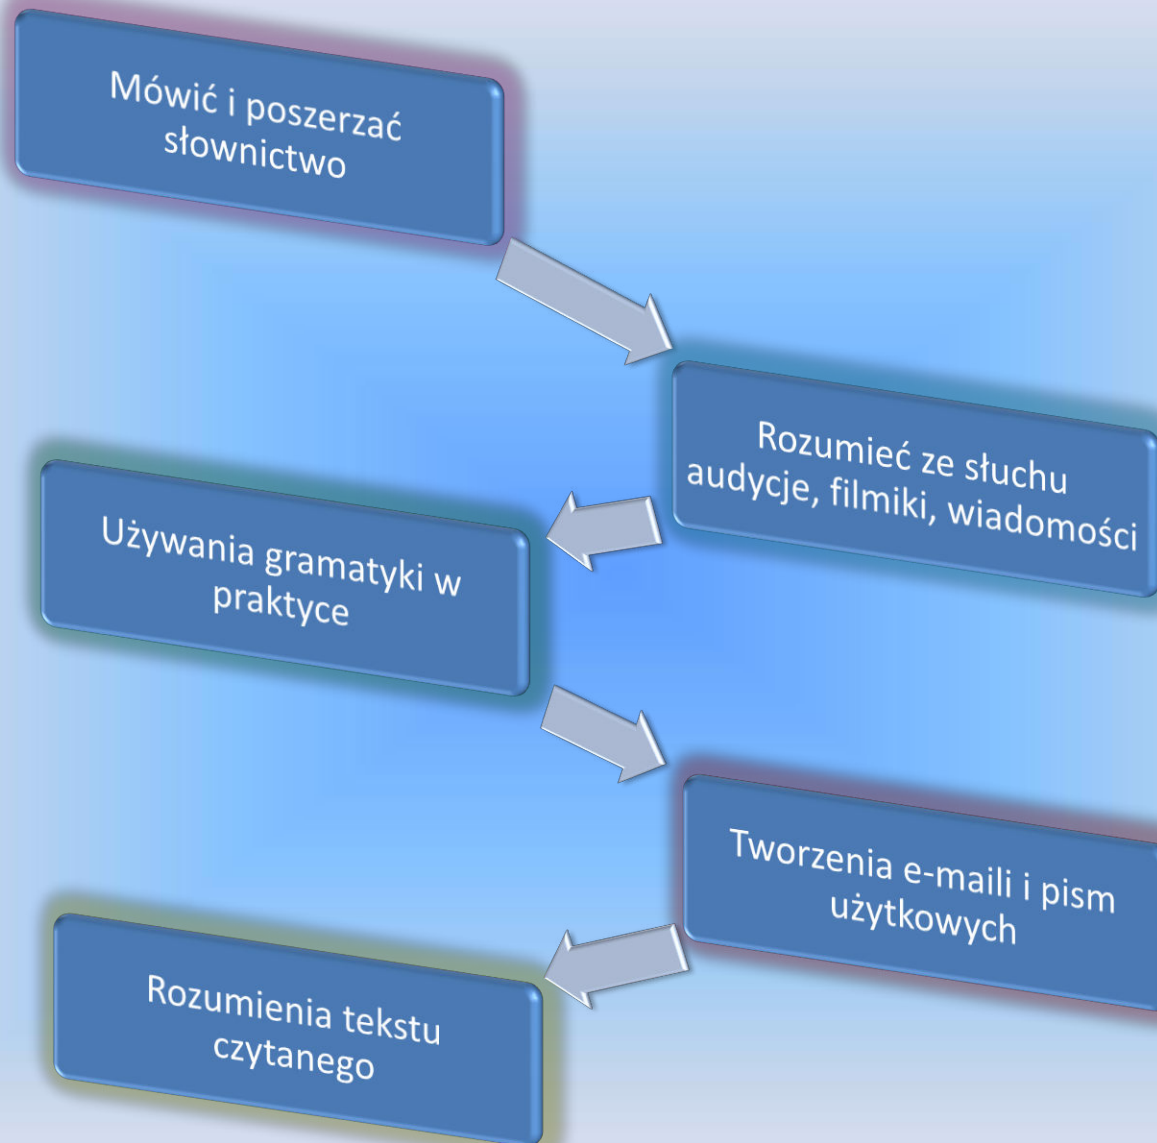 Mówić i poszerzać
słownictwo
Rozumieć ze słuchu
audycje, filmiki, wiadomości
Używania gramatyki w
praktyce
Tworzenia e-maili i pism
użytkowych
Rozumienia tekstu
czytanego